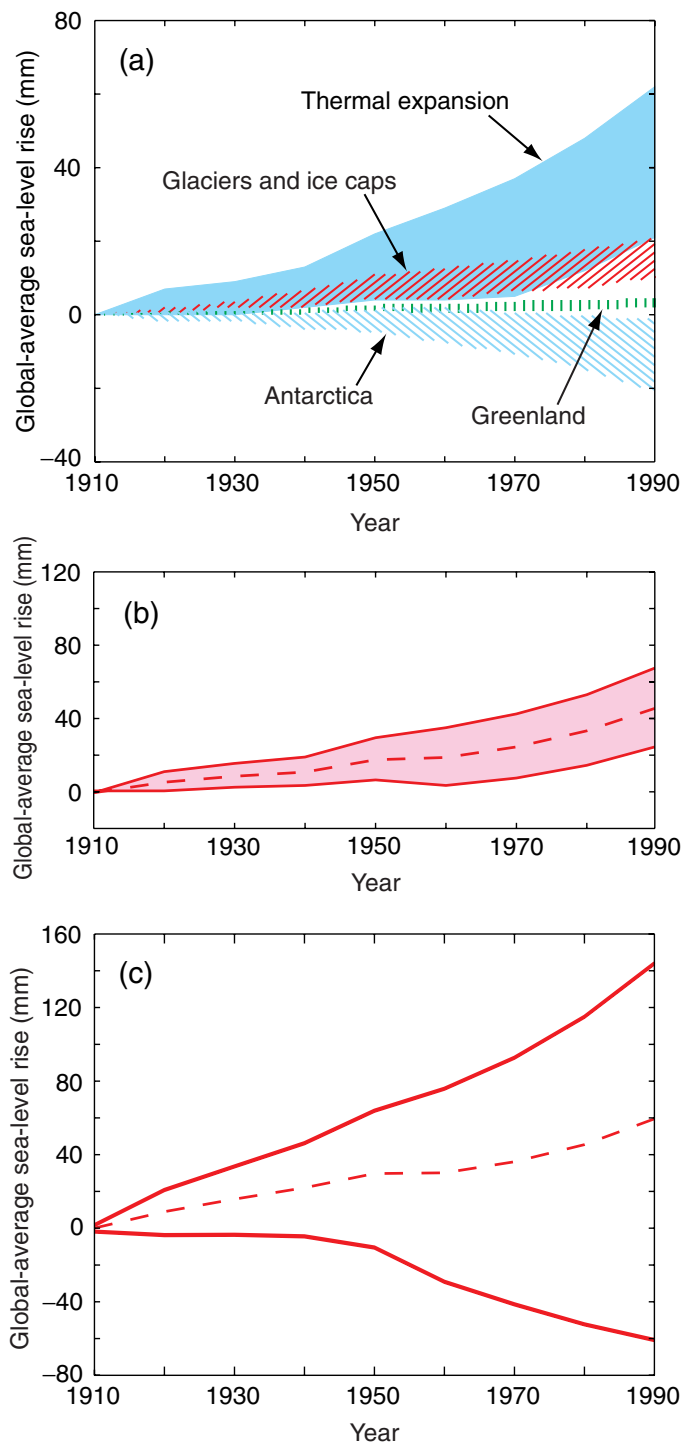 80
(a)
Thermal expansion
Glaciers and ice caps
40
0
Antarctica
Greenland
–40
Global-average sea-level rise (mm)
1910 1930 1950 1970 1990
Year
120
(b)
80
40
0
Global-average sea-level rise (mm)
1910 1930 1950 1970 1990
Year
160
(c)
120
80
40
0
–40
–80
Global-average sea-level rise (mm)
1910 1930 1950 1970 1990
Year